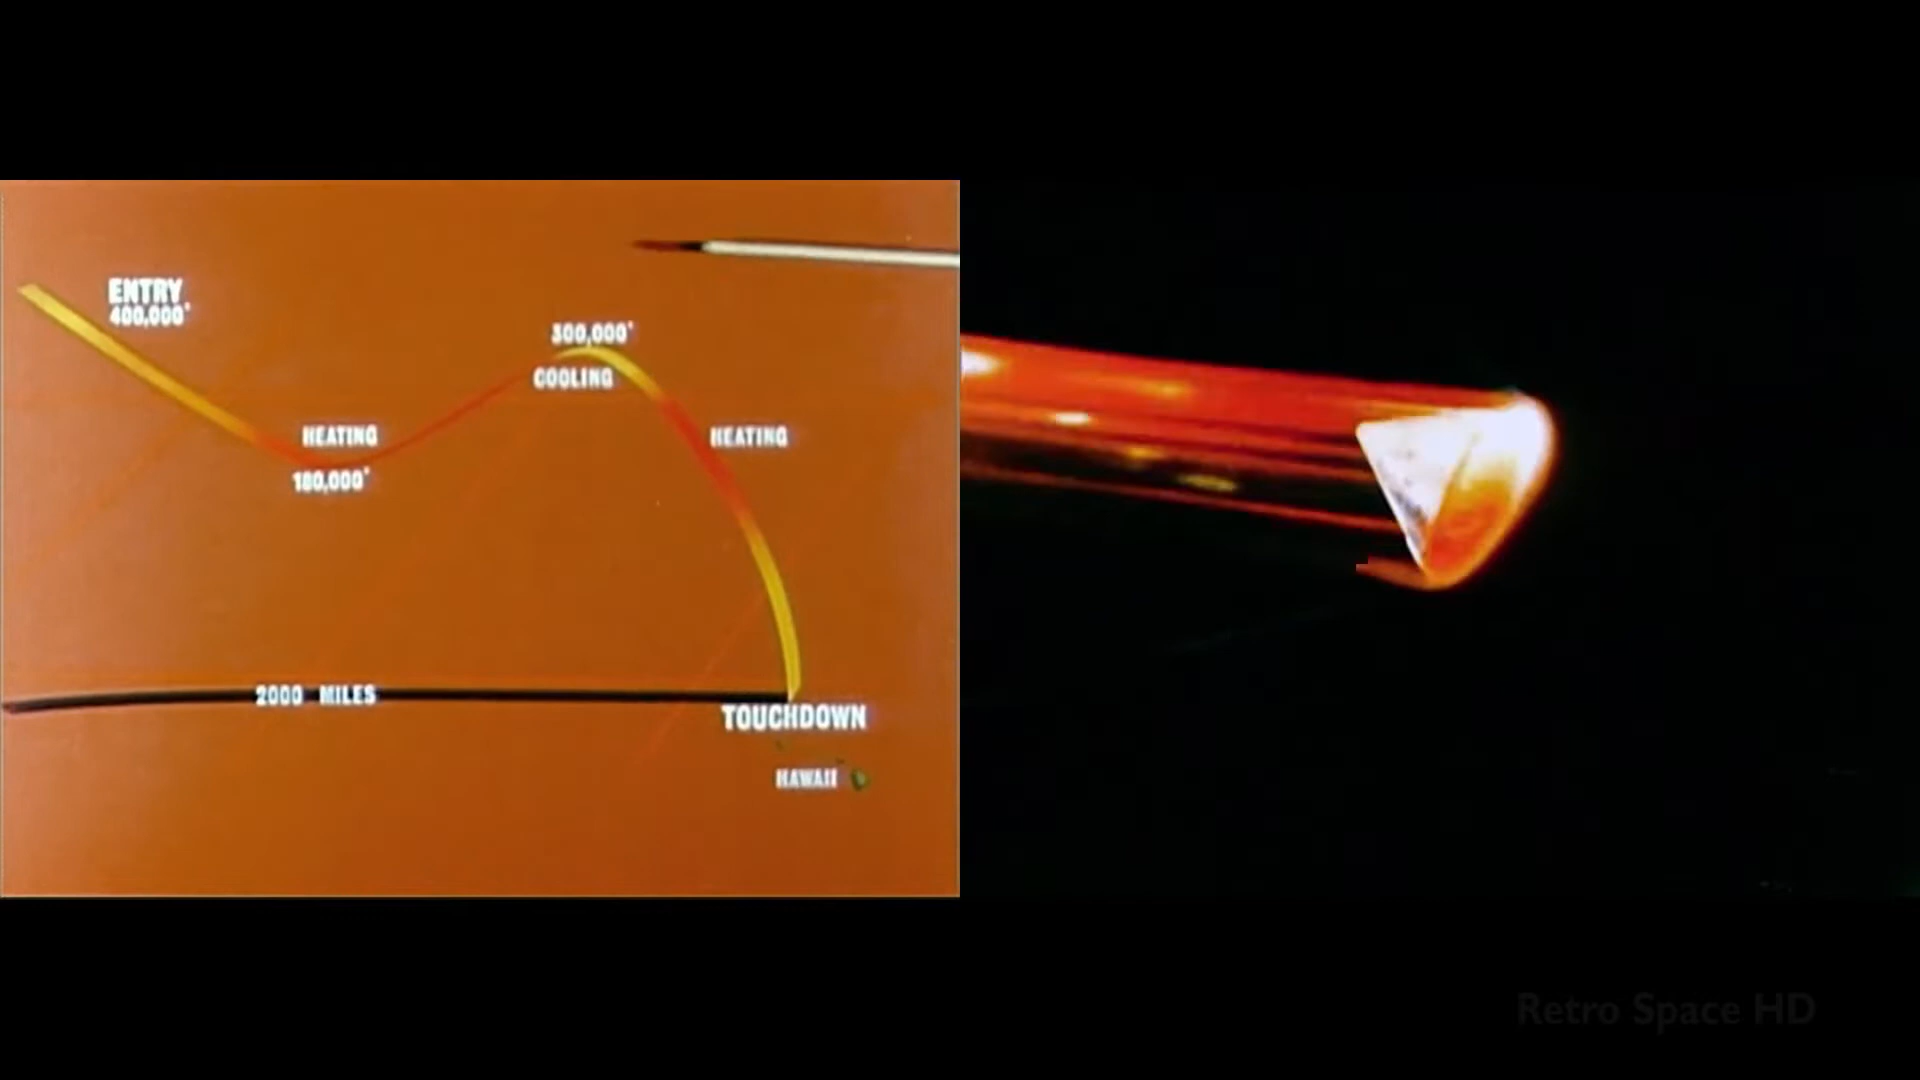 ENTRY
400,000'
300,000'
COOLING
HEATING
180,000'
HEATING
2000 MILES
TOUCHDOWN
HAWAII
Retro Space HD